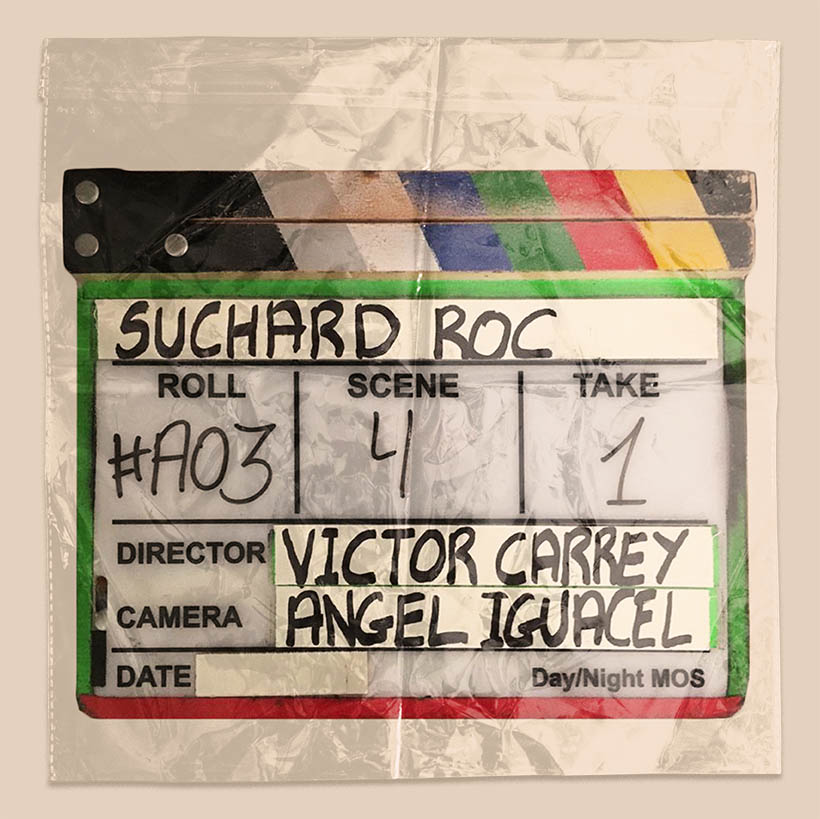 SUCHARD ROC
ROLL SCENE TAKE
#A03 4 1
DIRECTOR VICTOR CARREY
CAMERA ANGEL IGUACEL
DATE Day/Night MOS